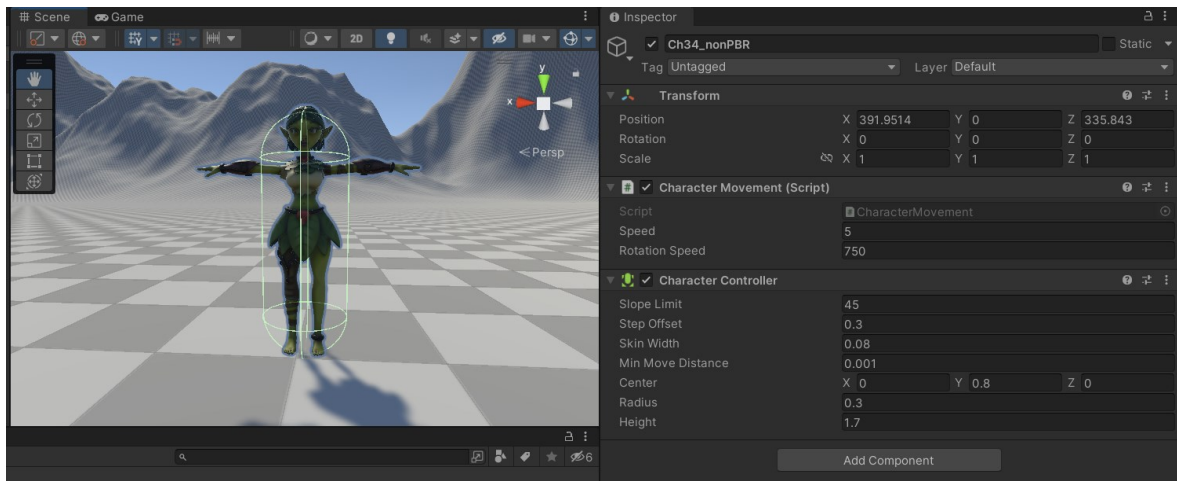 Scene Game
2D
y
x
Persp
6
Inspector
Ch34_nonPBR Static
Tag Untagged Layer Default
Transform
Position X 391.9514 Y 0 Z 335.843
Rotation X 0 Y 0 Z 0
Scale X 1 Y 1 Z 1
Character Movement (Script)
Script CharacterMovement
Speed 5
Rotation Speed 750
Character Controller
Slope Limit 45
Step Offset 0.3
Skin Width 0.08
Min Move Distance 0.001
Center X 0 Y 0.8 Z 0
Radius 0.3
Height 1.7
Add Component